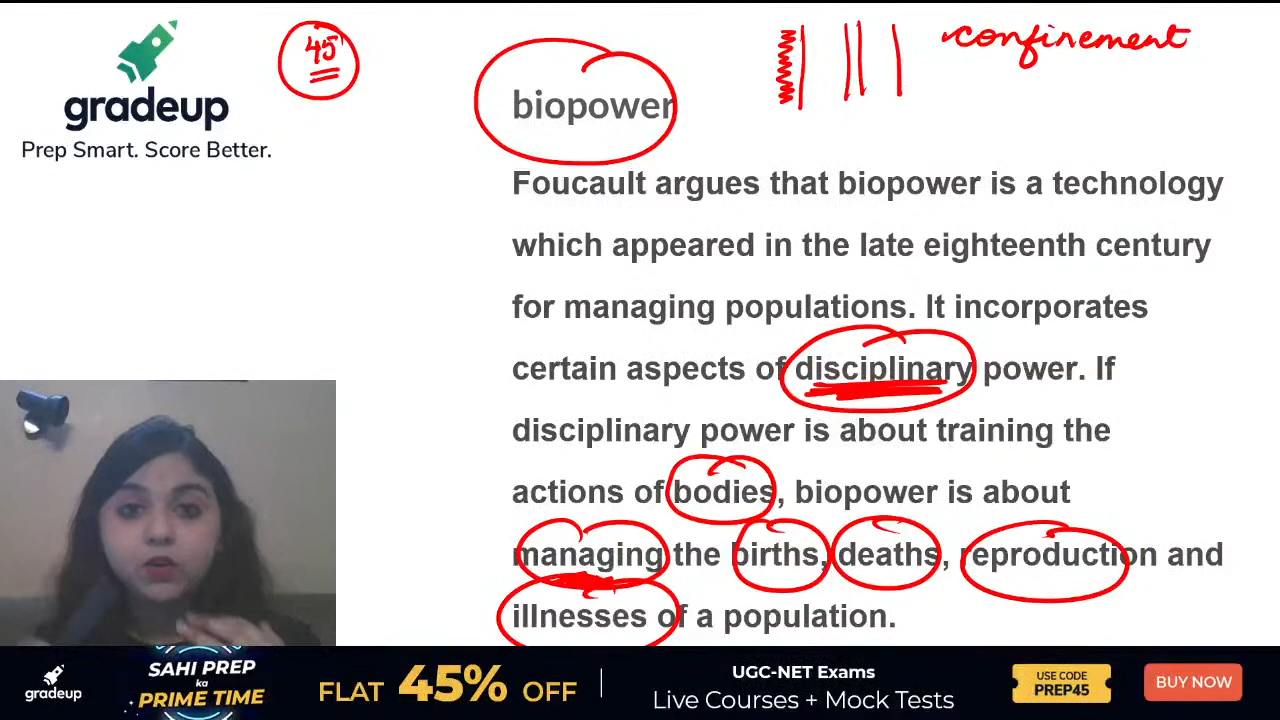 gradeup
Prep Smart. Score Better.
45
confinement
biopower
Foucault argues that biopower is a technology
which appeared in the late eighteenth century
for managing populations. It incorporates
certain aspects of disciplinary power. If
disciplinary power is about training the
actions of bodies, biopower is about
managing the births, deaths, reproduction and
illnesses of a population.
gradeup
SAHI PREP
ka
PRIME TIME
FLAT 45% OFF
UGC-NET Exams
Live Courses + Mock Tests
USE CODE
PREP45
BUY NOW